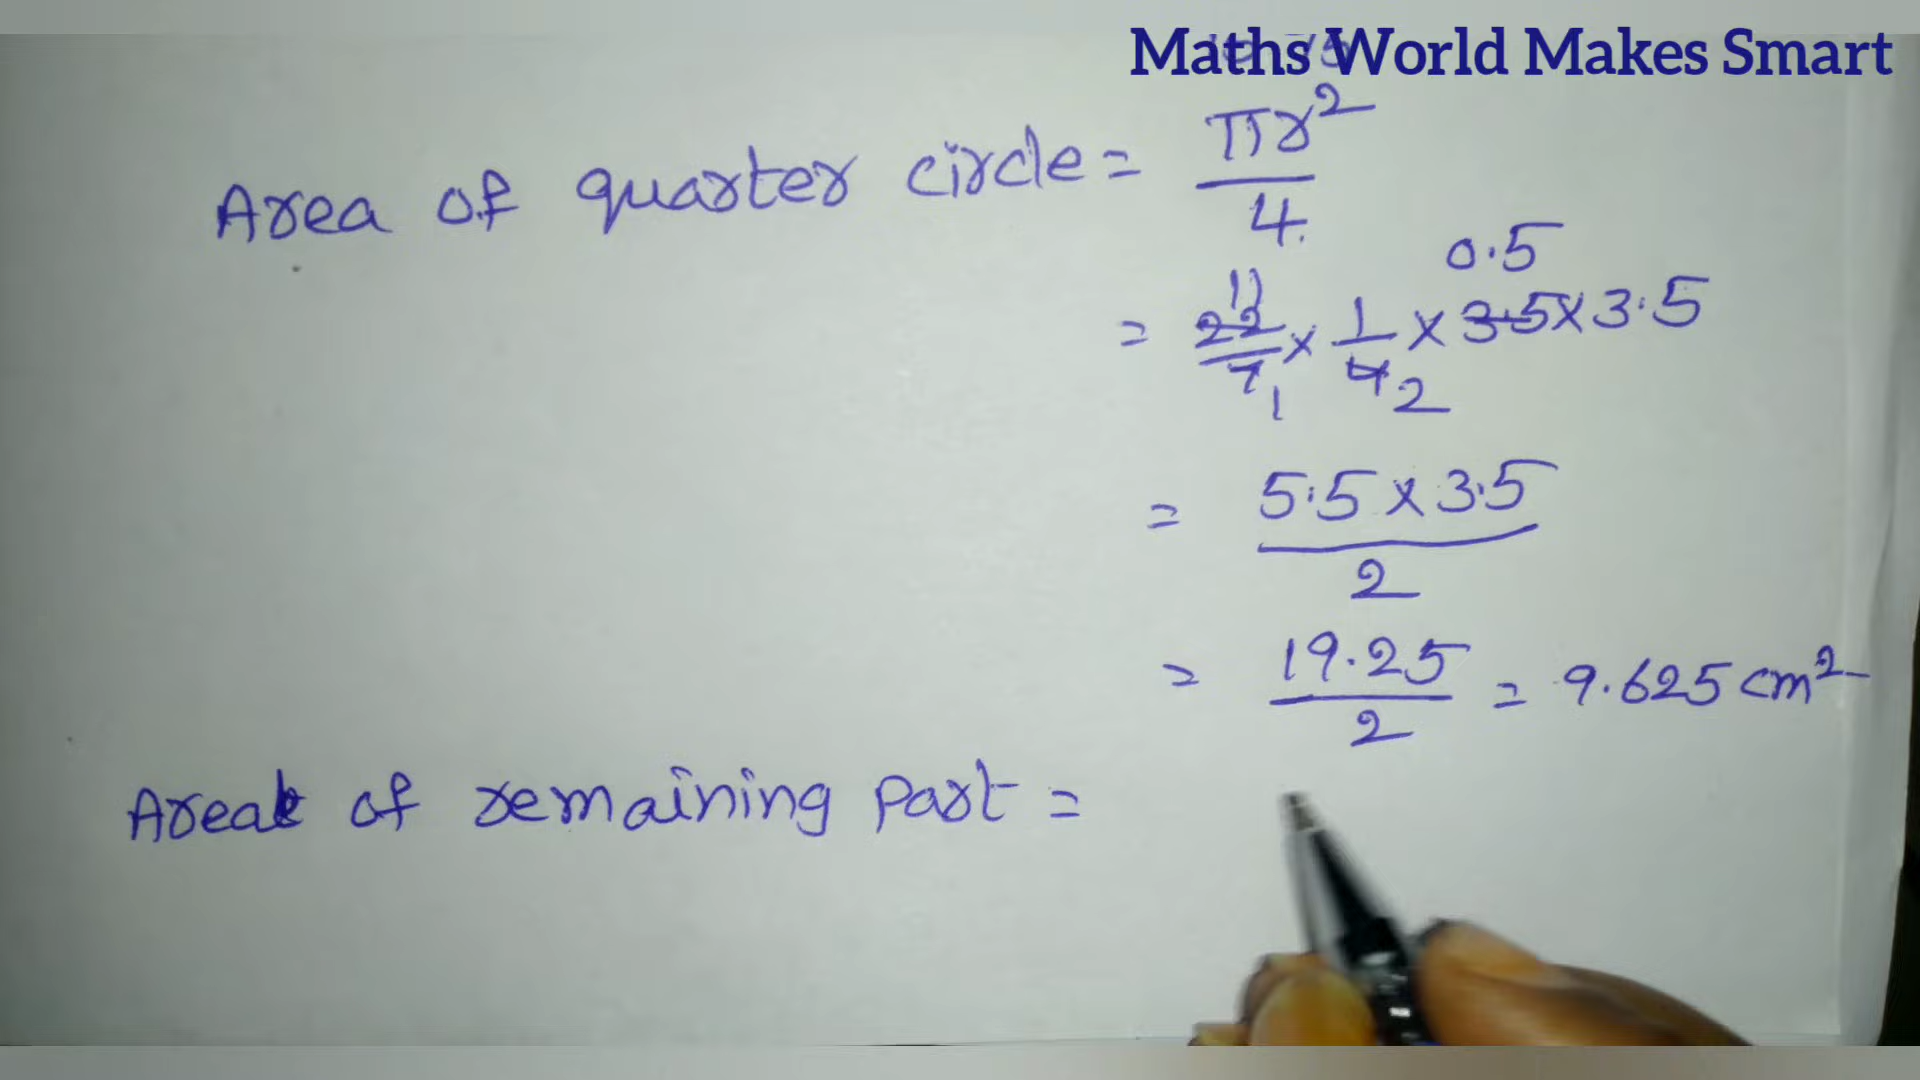 Maths World Makes Smart
Area of quarter circle = πr²/4
= 22/7 × 1/4 × 3.5 × 3.5
11 1 2 0.5
= 5.5 × 3.5/2
= 19.25/2 = 9.625 cm²
Area of remaining part =